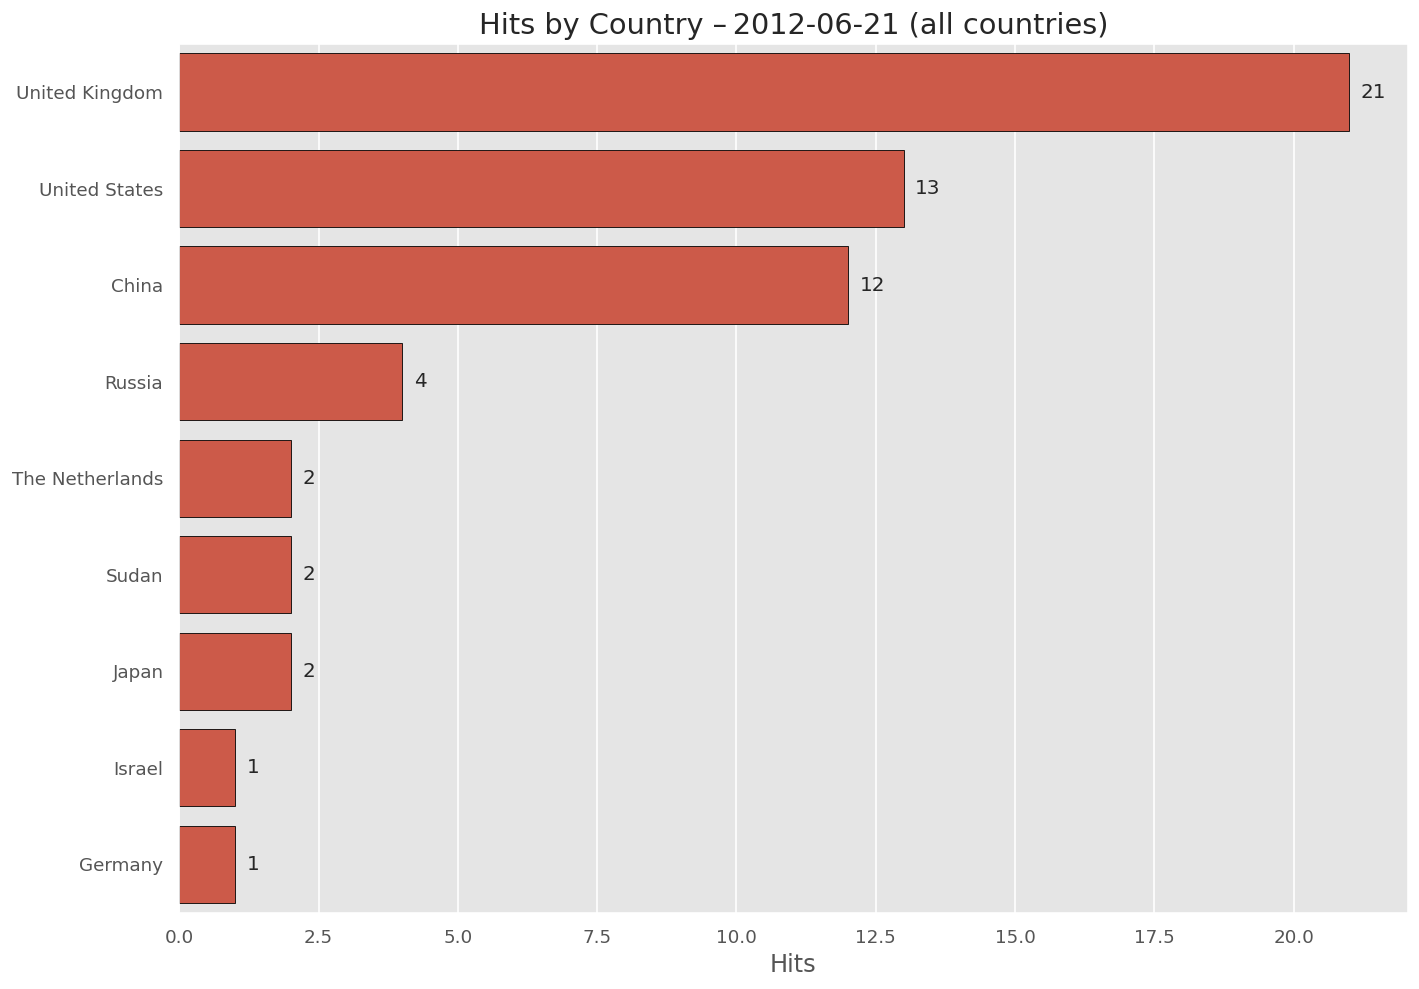 Hits by Country – 2012-06-21 (all countries)
United Kingdom 21
United States 13
China 12
Russia 4
The Netherlands 2
Sudan 2
Japan 2
Israel 1
Germany 1
0.0 2.5 5.0 7.5 10.0 12.5 15.0 17.5 20.0
Hits